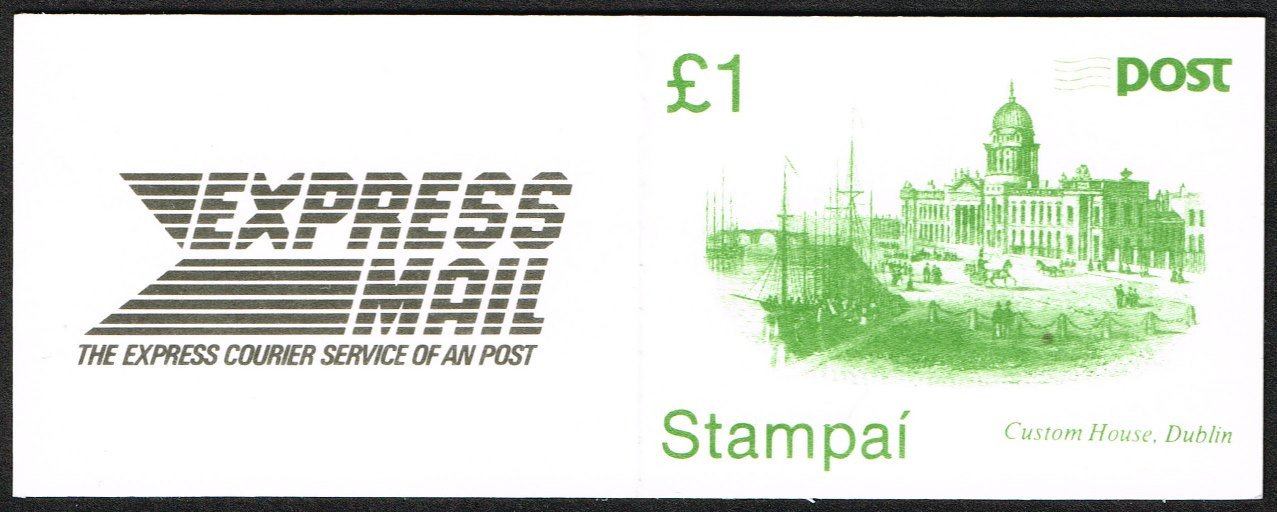 EXPRESS
MAIL
THE EXPRESS COURIER SERVICE OF AN POST
£1
post
Stampaí
Custom House, Dublin